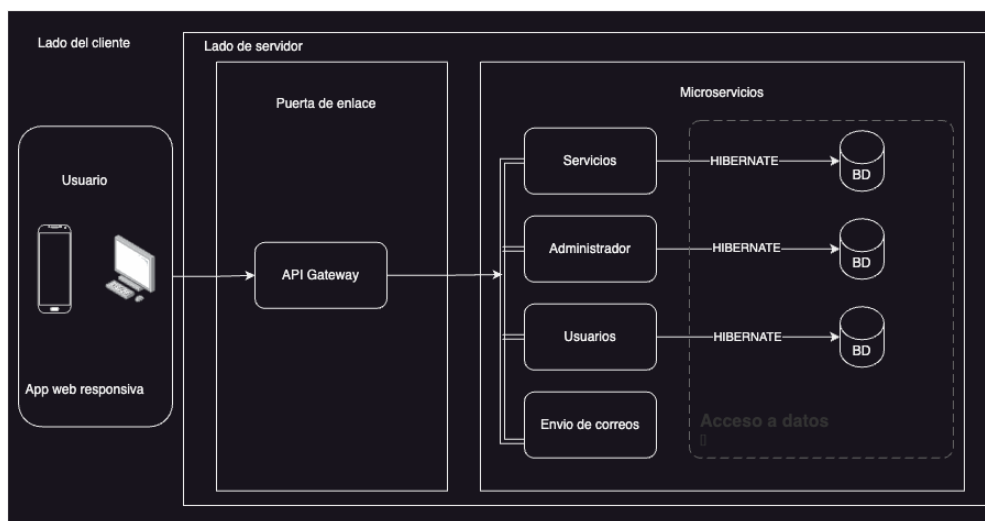 Lado del cliente
Lado de servidor
Puerta de enlace
Microservicios
Usuario
App web responsiva
API Gateway
Servicios
HIBERNATE
BD
Administrador
HIBERNATE
BD
Usuarios
HIBERNATE
BD
Envio de correos
Acceso a datos
[]